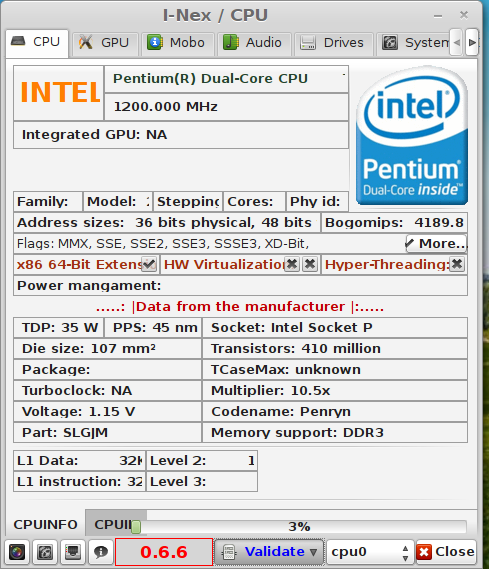 I-Nex / CPU
CPU GPU Mobo Audio Drives System
INTEL
Pentium(R) Dual-Core CPU
1200.000 MHz
Integrated GPU: NA
intel
Pentium®
Dual-Core inside™
Family: Model: Stepping Cores: Phy id:
Address sizes: 36 bits physical, 48 bits Bogomips: 4189.8
Flags: MMX, SSE, SSE2, SSE3, SSSE3, XD-Bit, More..
x86 64-Bit Extens HW Virtualizatio Hyper-Threading:
Power mangament:
.....: |Data from the manufacturer |:.....
TDP: 35 W PPS: 45 nm Socket: Intel Socket P
Die size: 107 mm² Transistors: 410 million
Package: TCaseMax: unknown
Turboclock: NA Multiplier: 10.5x
Voltage: 1.15 V Codename: Penryn
Part: SLGJM Memory support: DDR3
L1 Data: 32K Level 2: 1
L1 instruction: 32 Level 3:
CPUINFO CPUII 3%
0.6.6 Validate cpu0 Close